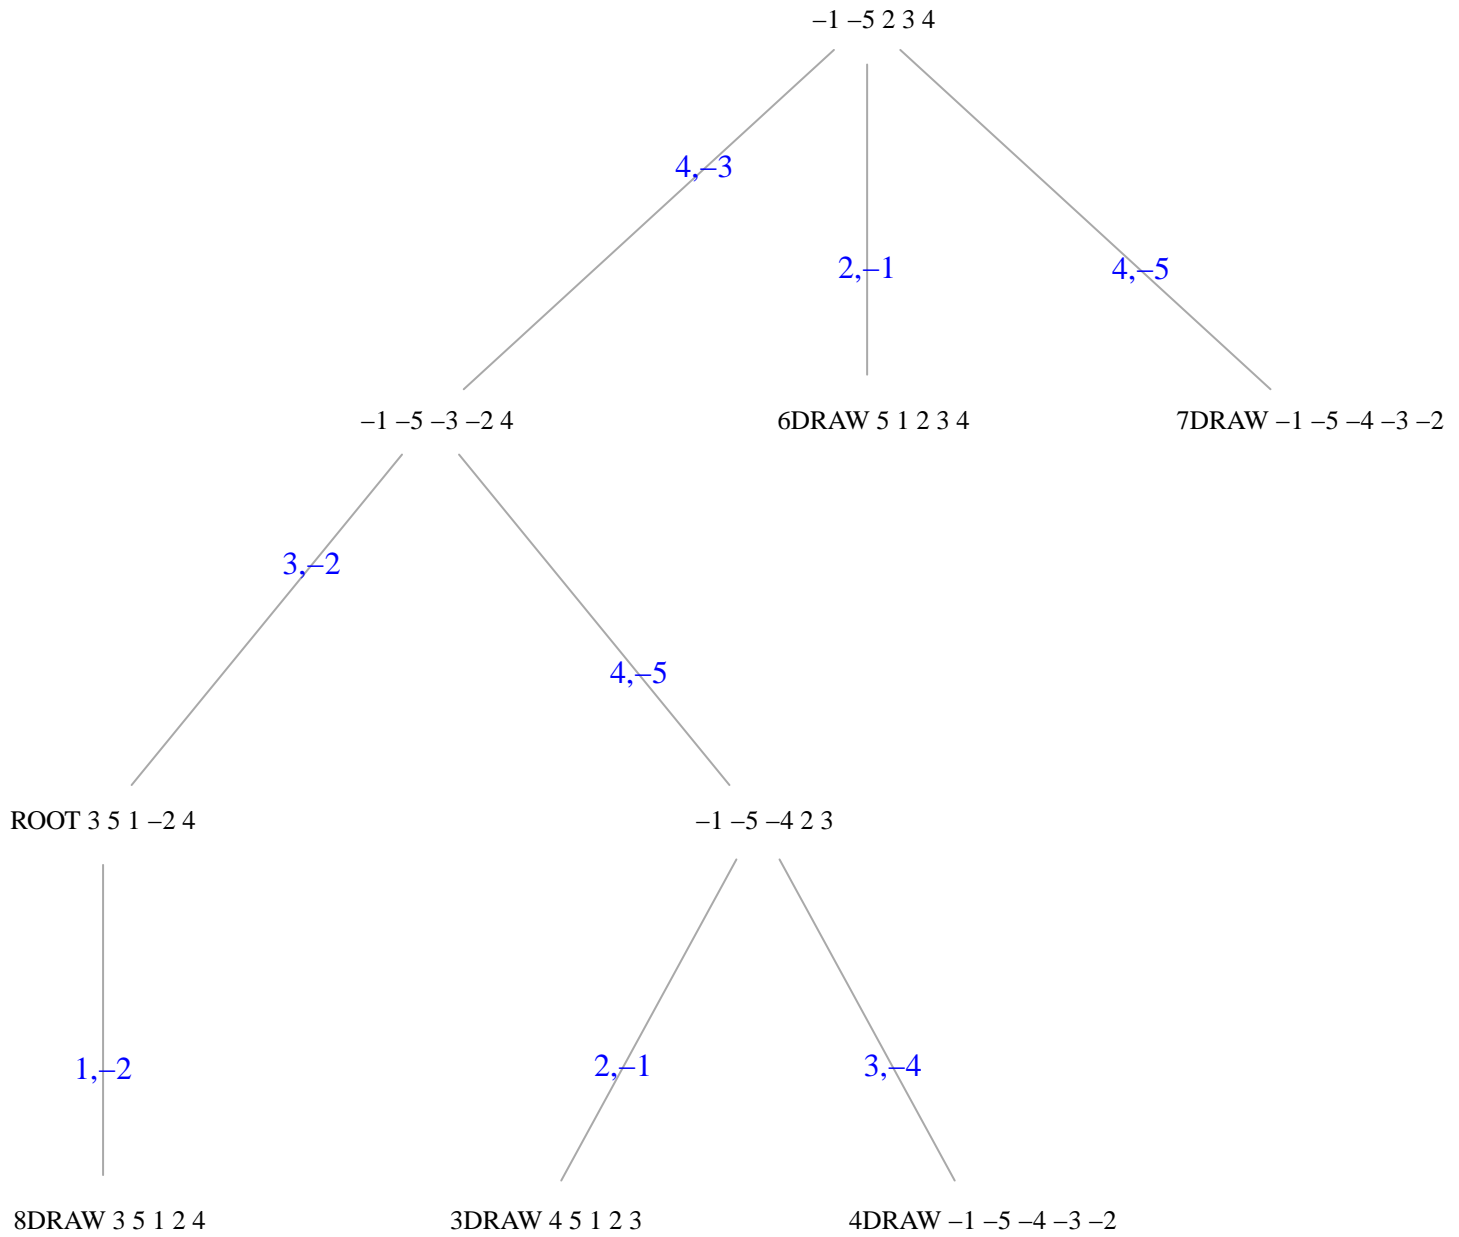 –1 –5 2 3 4
4,–3
2,–1
4,–5
–1 –5 –3 –2 4
6DRAW 5 1 2 3 4
7DRAW –1 –5 –4 –3 –2
3,–2
4,–5
ROOT 3 5 1 –2 4
–1 –5 –4 2 3
1,–2
2,–1
3,–4
8DRAW 3 5 1 2 4
3DRAW 4 5 1 2 3
4DRAW –1 –5 –4 –3 –2